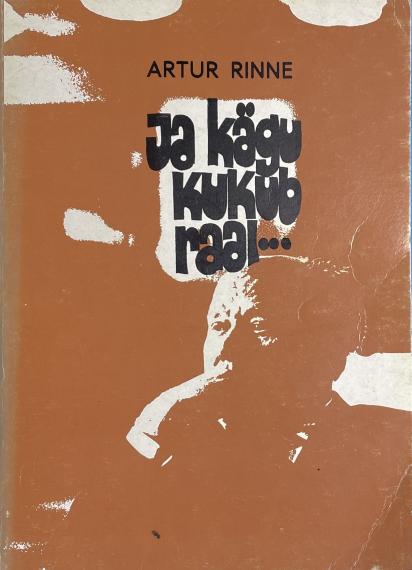 ARTUR RINNE
Ja kägu
kukub
raal...